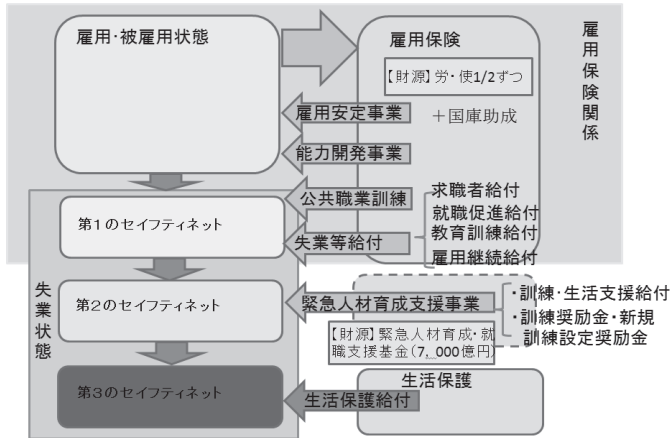 雇用・被雇用状態
雇用保険
雇用保険関係
【財源】労・使1/2ずつ
＋国庫助成
雇用安定事業
能力開発事業
公共職業訓練
失業等給付
求職者給付
就職促進給付
教育訓練給付
雇用継続給付
失業状態
第1のセイフティネット
第2のセイフティネット
第3のセイフティネット
緊急人材育成支援事業
・訓練・生活支援給付
・訓練奨励金・新規
訓練設定奨励金
【財源】緊急人材育成・就
職支援基金（7,000億円）
生活保護
生活保護給付